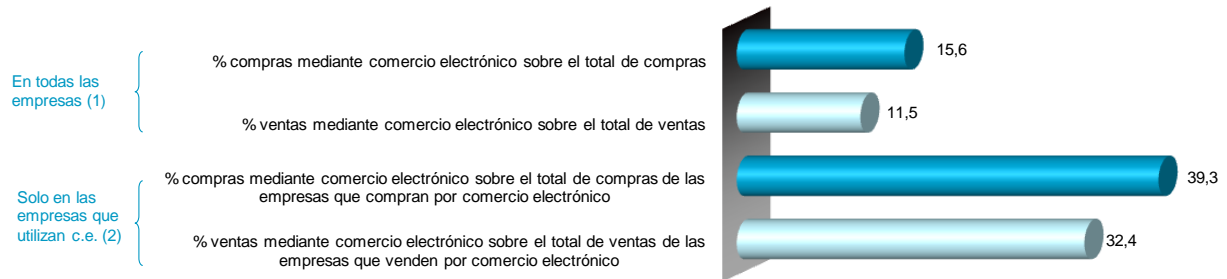 En todas las
empresas (1)
% compras mediante comercio electrónico sobre el total de compras
15,6
% ventas mediante comercio electrónico sobre el total de ventas
11,5
Solo en las
empresas que
utilizan c.e. (2)
% compras mediante comercio electrónico sobre el total de compras de las
empresas que compran por comercio electrónico
39,3
% ventas mediante comercio electrónico sobre el total de ventas de las
empresas que venden por comercio electrónico
32,4